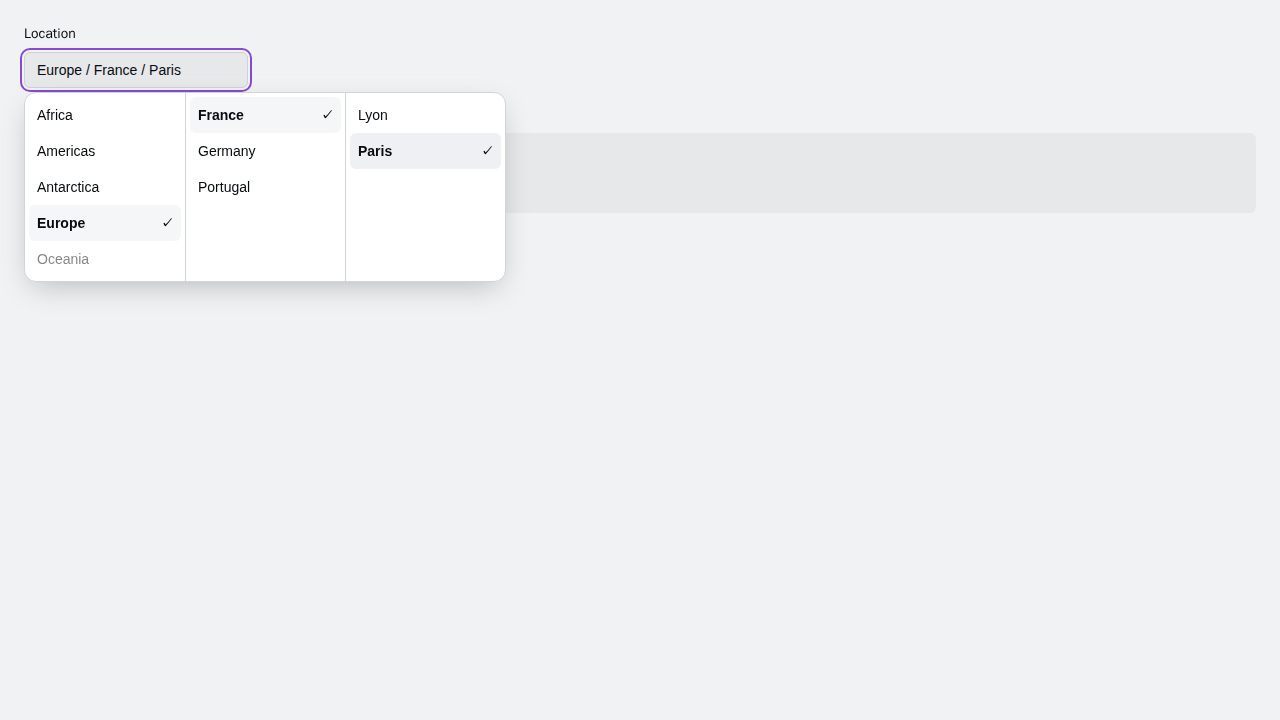 Location
Europe / France / Paris
Africa
Americas
Antarctica
Europe ✓
Oceania
France ✓
Germany
Portugal
Lyon
Paris ✓